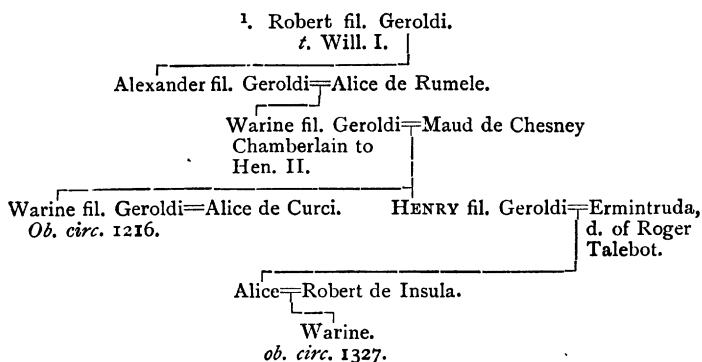 ¹. Robert fil. Geroldi.
t. Will. I.
Alexander fil. Geroldi=Alice de Rumele.
Warine fil. Geroldi=Maud de Chesney
Chamberlain to
Hen. II.
Warine fil. Geroldi=Alice de Curci. HENRY fil. Geroldi=Ermintruda,
Ob. circ. 1216. d. of Roger
Talebot.
Alice=Robert de Insula.
Warine.
ob. circ. 1327.